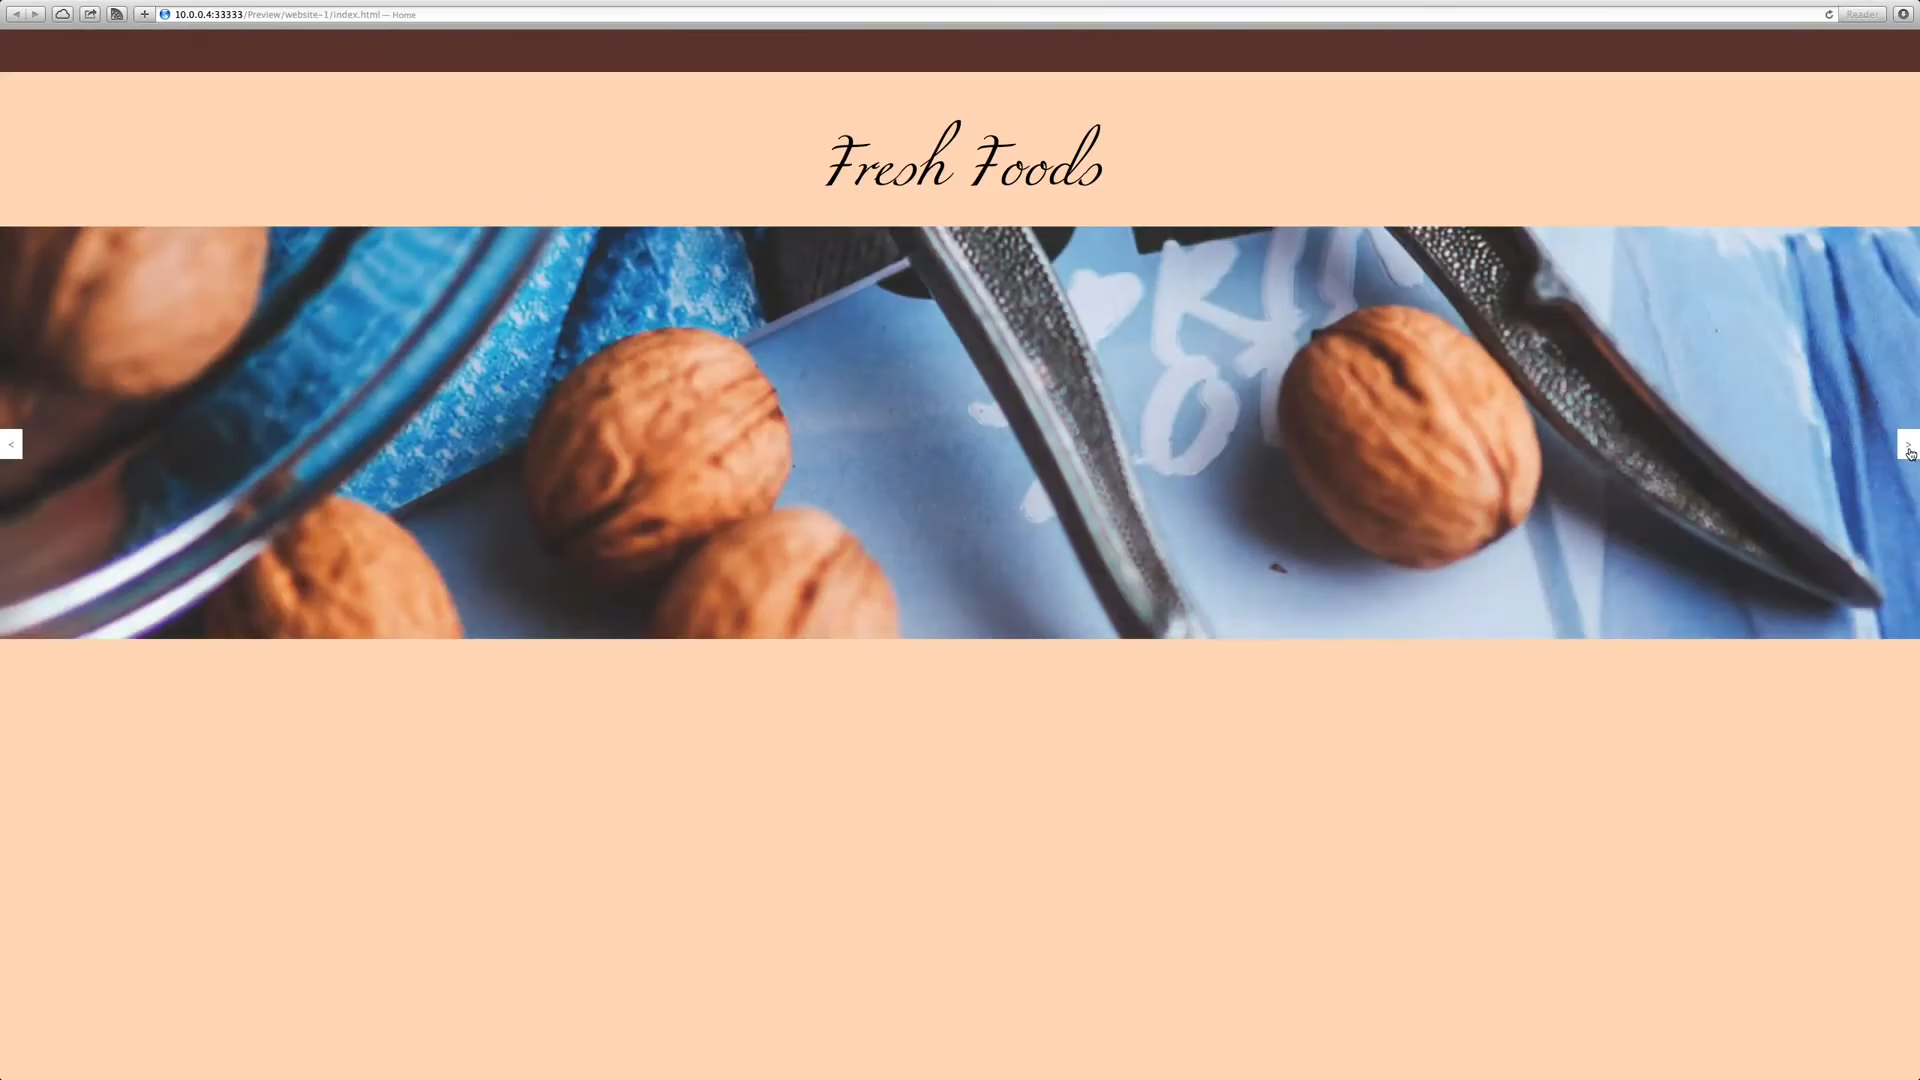 10.0.0.4:33333/Preview/website-1/index.html — Home
Reader
Fresh Foods
<
>